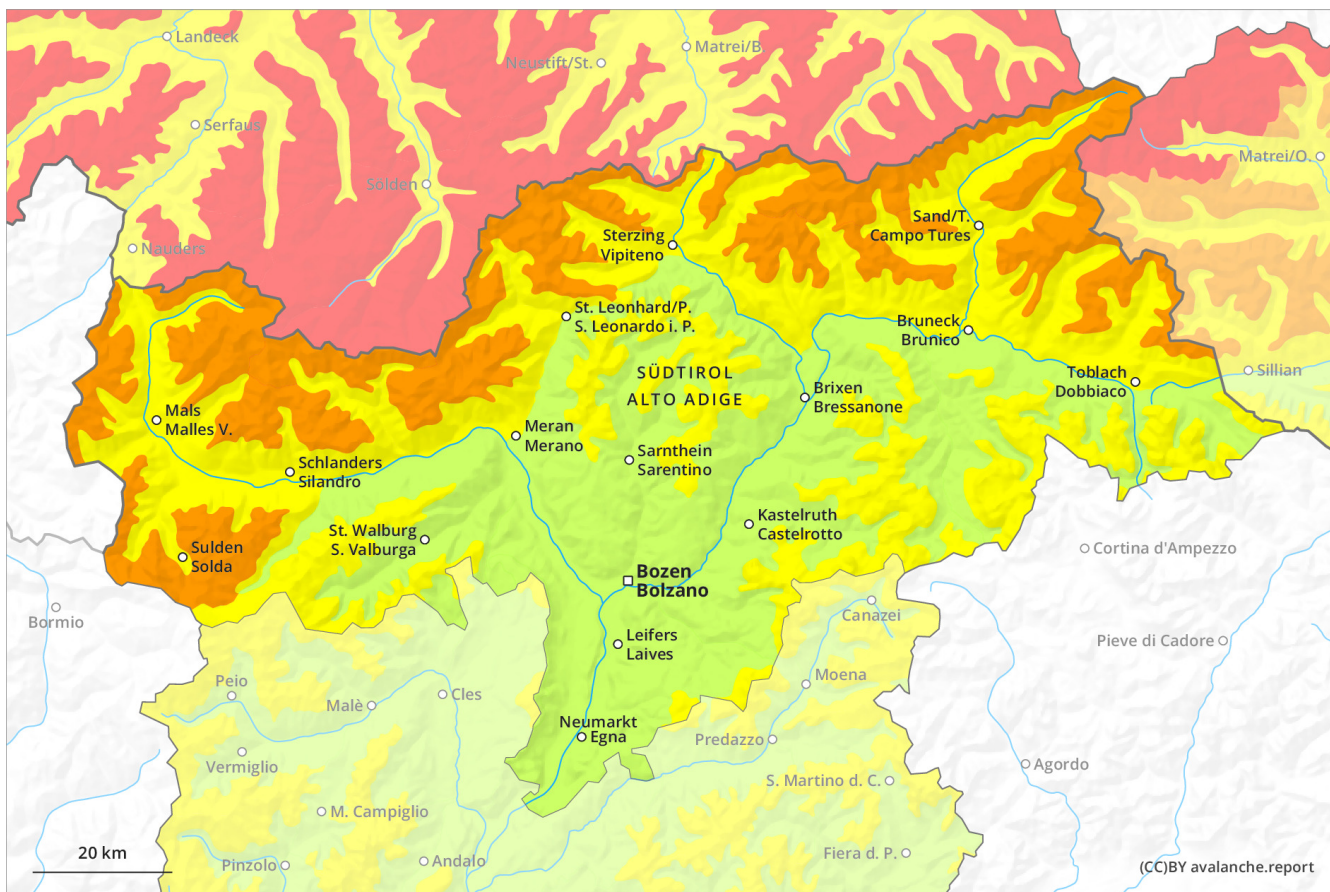 Landeck
Matrei/B
Neustift/St.
Serfaus
Matrei/O.
Sölden
Sand/T.
Campo Tures
Sterzing
Vipiteno
Nauders
St. Leonhard/P.
S. Leonardo i. P.
Bruneck
Brunico
SÜDTIROL
ALTO ADIGE
Toblach
Dobbiaco
Sillian
Brixen
Bressanone
Mals
Malles V.
Meran
Merano
Sarnthein
Sarentino
Schlanders
Silandro
Kastelruth
Castelrotto
St. Walburg
S. Valburga
Sulden
Solda
Cortina d'Ampezzo
Bozen
Bolzano
Bormio
Canazei
Leifers
Laives
Pieve di Cadore
Peio
Moena
Malè
Cles
Neumarkt
Egna
Predazzo
Vermiglio
Agordo
S. Martino d. C.
M. Campiglio
20 km
Pinzolo
Andalo
Fiera d. P.
(CC)BY avalanche.report